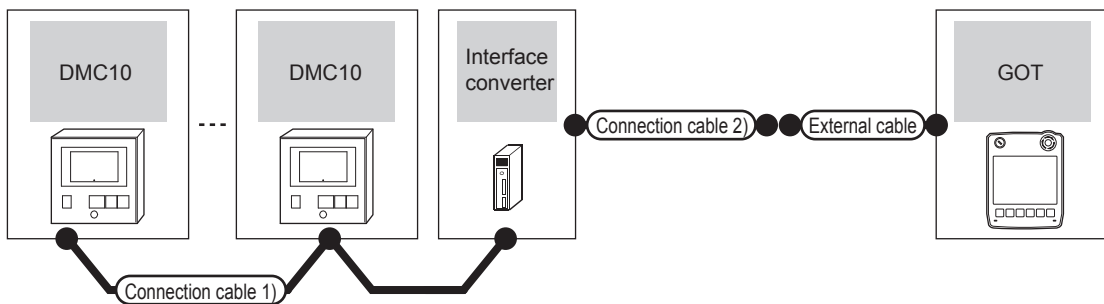 DMC10
DMC10
Interface
converter
GOT
Connection cable 2)
External cable
Connection cable 1)